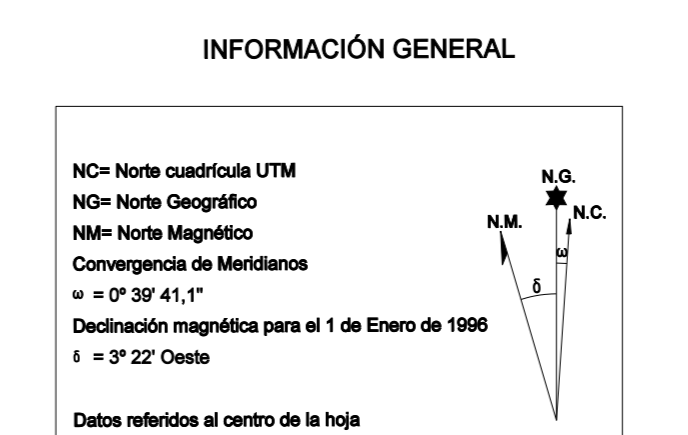 INFORMACIÓN GENERAL
NC= Norte cuadrícula UTM
NG= Norte Geográfico
NM= Norte Magnético
Convergencia de Meridianos
ω = 0º 39' 41,1"
Declinación magnética para el 1 de Enero de 1996
δ = 3º 22' Oeste
Datos referidos al centro de la hoja
N.G.
N.C.
N.M.
ω
δ